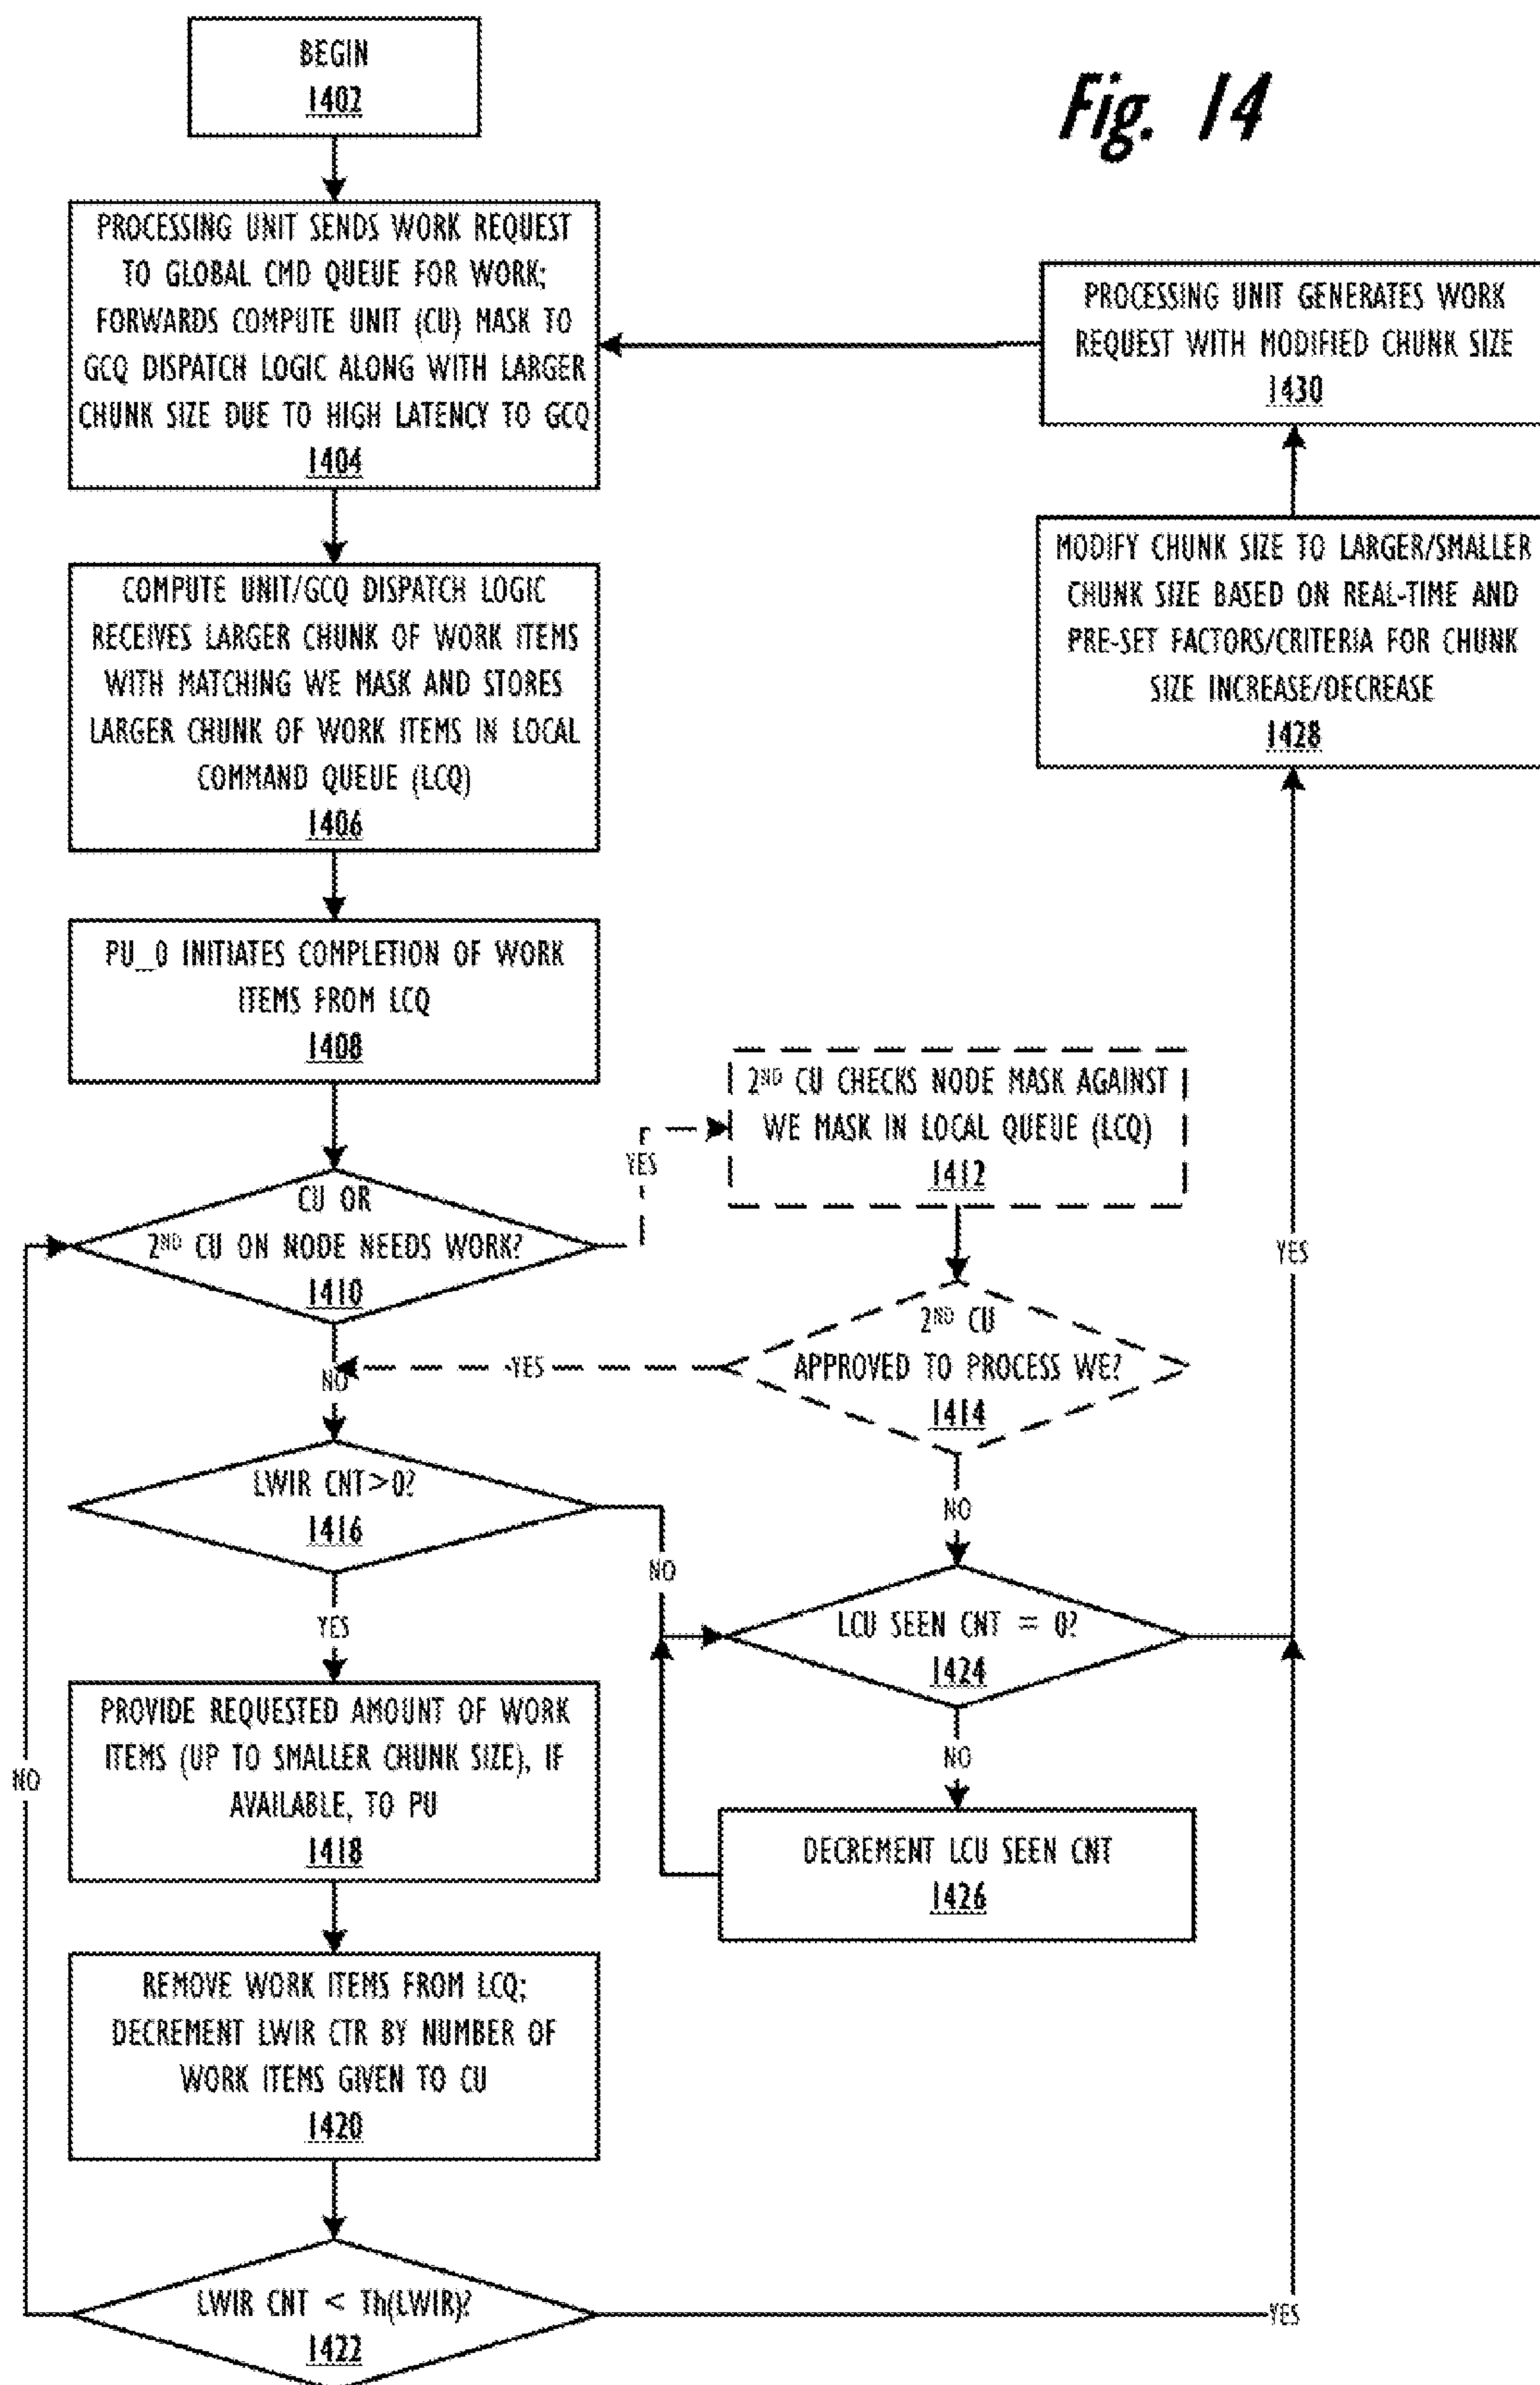 Fig. 14
BEGIN
1402
PROCESSING UNIT SENDS WORK REQUEST
TO GLOBAL CMD QUEUE FOR WORK;
FORWARDS COMPUTE UNIT (CU) MASK TO
GCQ DISPATCH LOGIC ALONG WITH LARGER
CHUNK SIZE DUE TO HIGH LATENCY TO GCQ
1404
COMPUTE UNIT/GCQ DISPATCH LOGIC
RECEIVES LARGER CHUNK OF WORK ITEMS
WITH MATCHING WE MASK AND STORES
LARGER CHUNK OF WORK ITEMS IN LOCAL
COMMAND QUEUE (LCQ)
1406
PU_0 INITIATES COMPLETION OF WORK
ITEMS FROM LCQ
1408
CU OR
2ND CU ON NODE NEEDS WORK?
1410
YES
NO
2ND CU CHECKS NODE MASK AGAINST
WE MASK IN LOCAL QUEUE (LCQ)
1412
2ND CU
APPROVED TO PROCESS WE?
1414
YES
NO
LWIR CNT>0?
1416
NO
YES
PROVIDE REQUESTED AMOUNT OF WORK
ITEMS (UP TO SMALLER CHUNK SIZE), IF
AVAILABLE, TO PU
1418
REMOVE WORK ITEMS FROM LCQ;
DECREMENT LWIR CTR BY NUMBER OF
WORK ITEMS GIVEN TO CU
1420
LWIR CNT < Th(LWIR)?
1422
NO
YES
LCU SEEN CNT = 0?
1424
NO
YES
DECREMENT LCU SEEN CNT
1426
MODIFY CHUNK SIZE TO LARGER/SMALLER
CHUNK SIZE BASED ON REAL-TIME AND
PRE-SET FACTORS/CRITERIA FOR CHUNK
SIZE INCREASE/DECREASE
1428
PROCESSING UNIT GENERATES WORK
REQUEST WITH MODIFIED CHUNK SIZE
1430